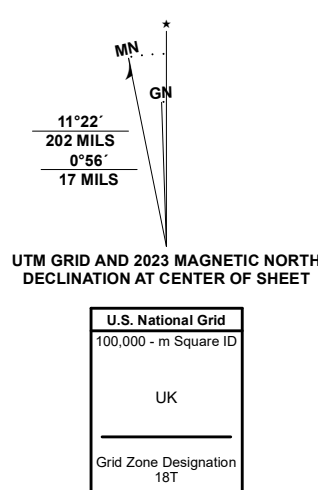 MN
GN
11°22´
202 MILS
0°56´
17 MILS
UTM GRID AND 2023 MAGNETIC NORTH
DECLINATION AT CENTER OF SHEET
U.S. National Grid
100,000 - m Square ID
UK
Grid Zone Designation
18T